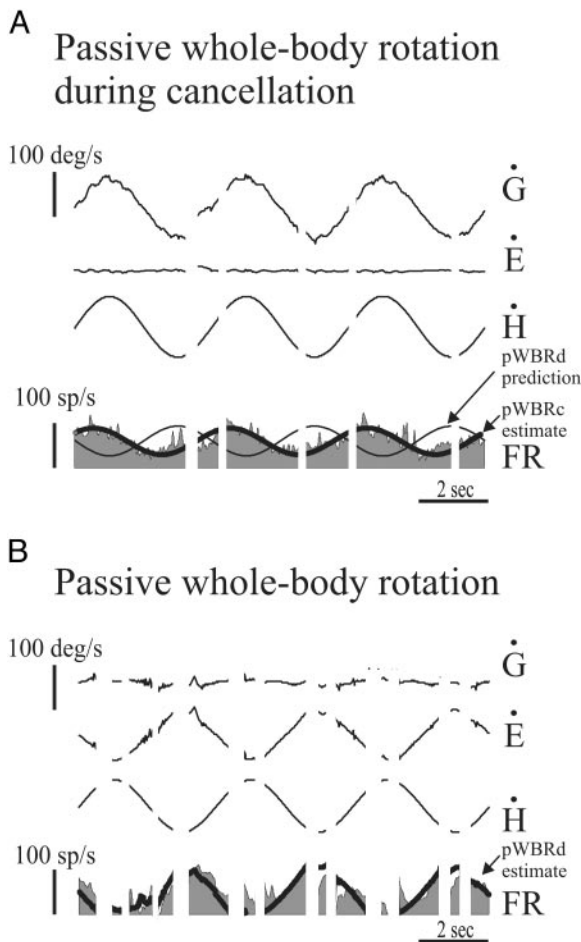 A
Passive whole-body rotation
during cancellation
100 deg/s
Ġ
Ė
Ḣ
pWBRd
prediction
100 sp/s
pWBRc
estimate
FR
2 sec
B
Passive whole-body rotation
100 deg/s
Ġ
Ė
Ḣ
100 sp/s
pWBRd
estimate
FR
2 sec